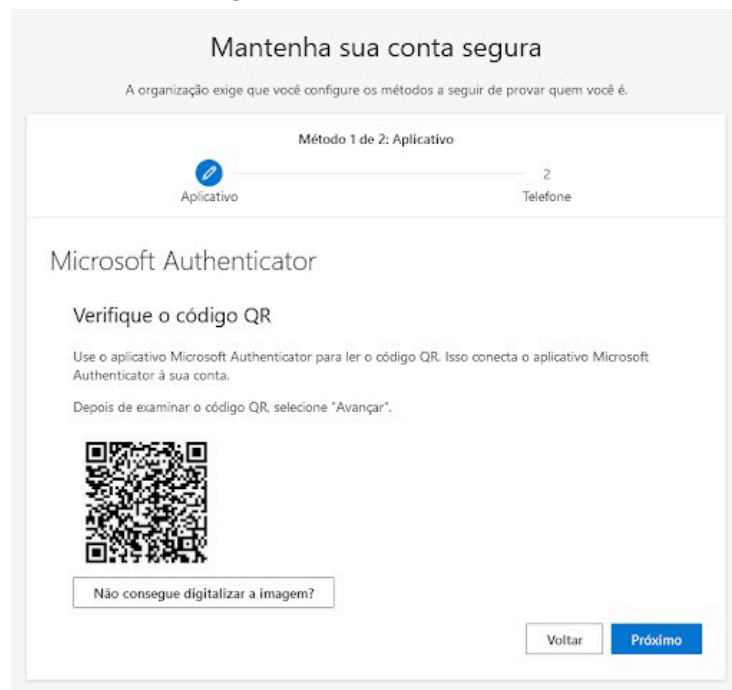 Mantenha sua conta segura
A organização exige que você configure os métodos a seguir de provar quem você é.
Método 1 de 2: Aplicativo
Aplicativo
2
Telefone
Microsoft Authenticator
Verifique o código QR
Use o aplicativo Microsoft Authenticator para ler o código QR. Isso conecta o aplicativo Microsoft
Authenticator à sua conta.
Depois de examinar o código QR, selecione "Avançar".
Não consegue digitalizar a imagem?
Voltar
Próximo